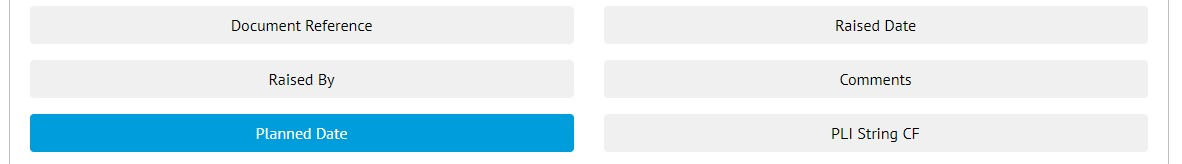 Document Reference
Raised Date
Raised By
Comments
Planned Date
PLI String CF